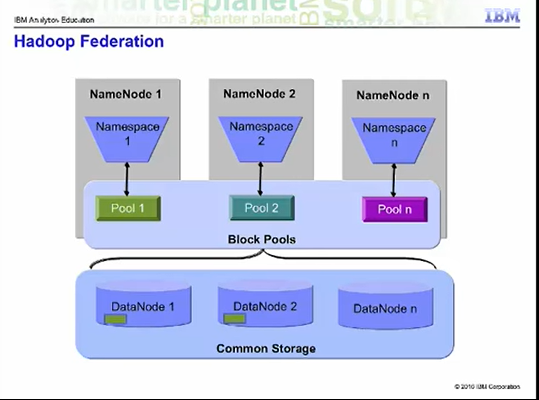 IBM Analytics Education
IBM
Hadoop Federation
NameNode 1
NameNode 2
NameNode n
Namespace
1
Namespace
2
Namespace
n
Pool 1
Pool 2
Pool n
Block Pools
DataNode 1
DataNode 2
DataNode n
Common Storage
© 2016 IBM Corporation